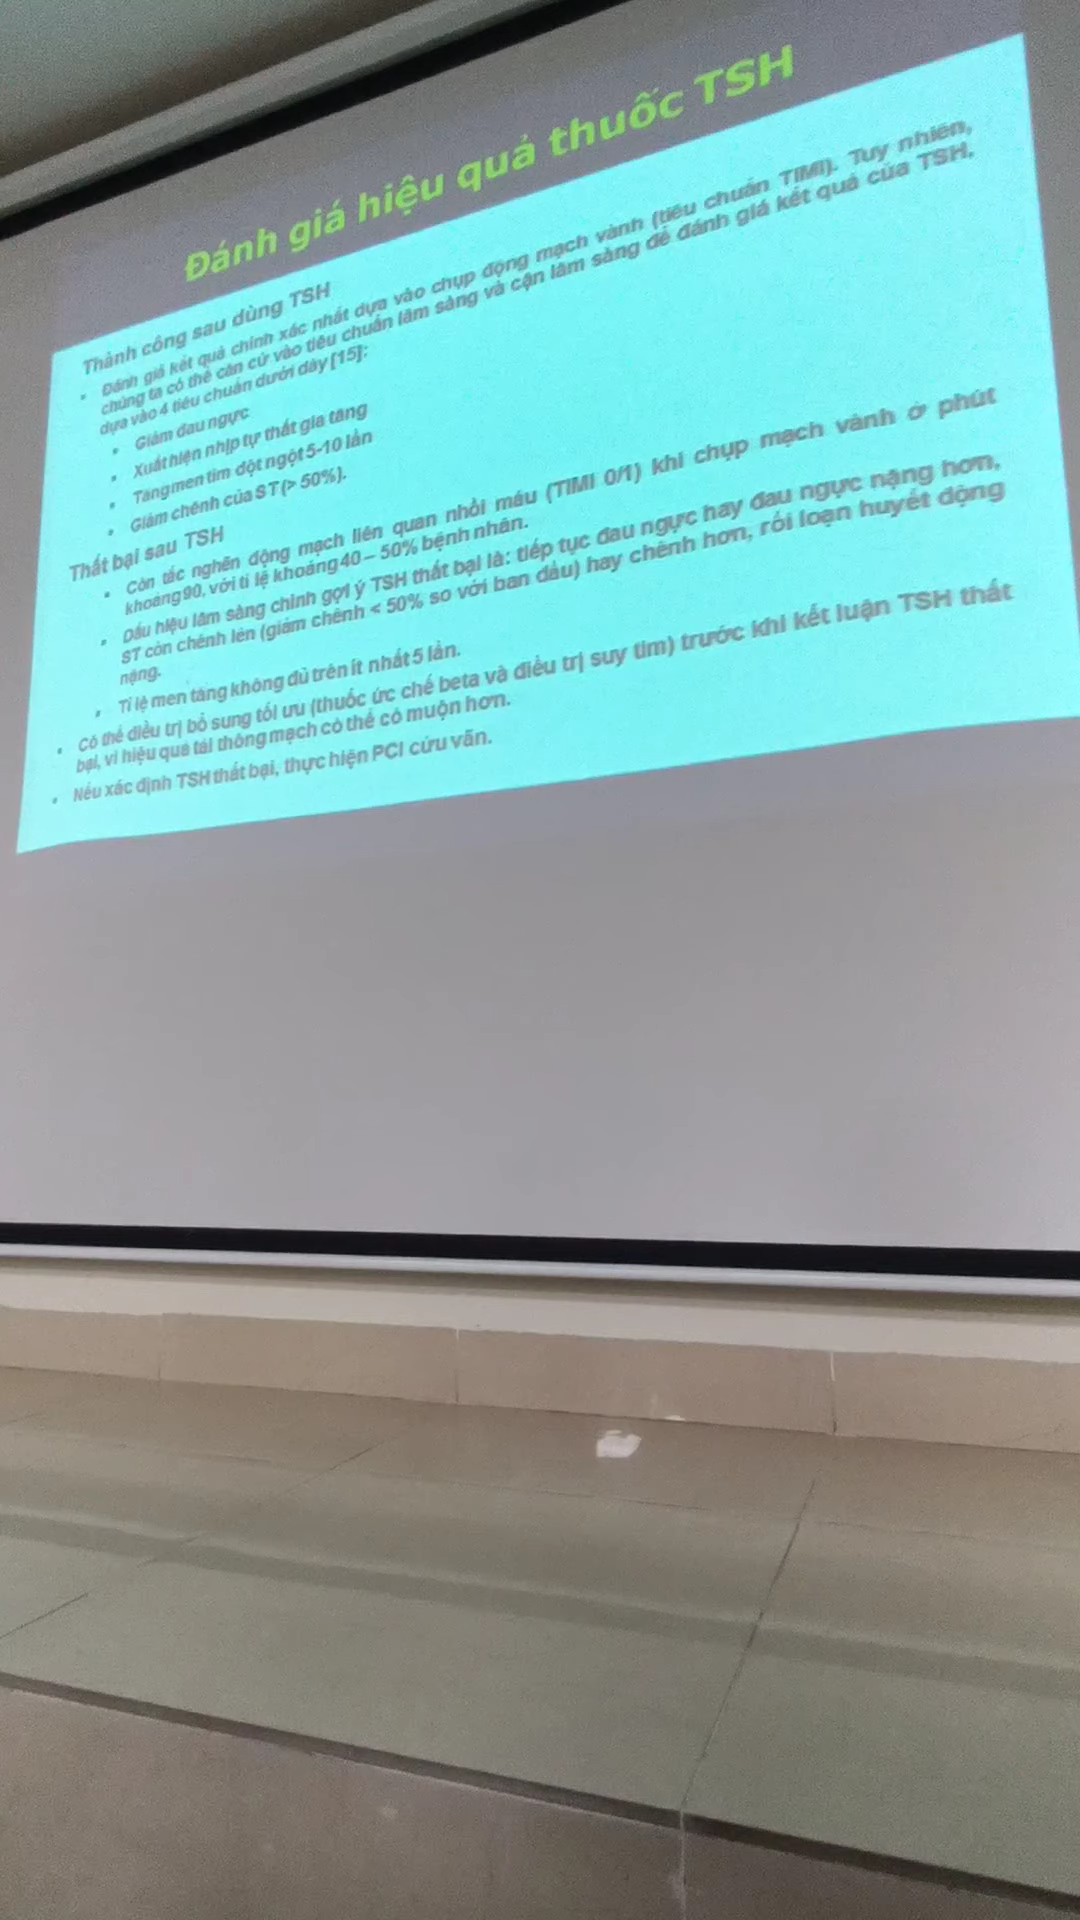 Đánh giá hiệu quả thuốc TSH
Thành công sau dùng TSH
• Đánh giá kết quả chính xác nhất dựa vào chụp động mạch vành (tiêu chuẩn TIMI). Tuy nhiên,
chúng ta có thể căn cứ vào tiêu chuẩn lâm sàng và cận lâm sàng để đánh giá kết quả của TSH,
dựa vào 4 tiêu chuẩn dưới đây [15]:
• Giảm đau ngực
• Xuất hiện nhịp tự thất gia tăng
• Tăng men tim đột ngột 5-10 lần
• Giảm chênh của ST (> 50%).
Thất bại sau TSH
• Còn tắc nghẽn động mạch liên quan nhồi máu (TIMI 0/1) khi chụp mạch vành ở phút
khoảng 90, với tỉ lệ khoảng 40 – 50% bệnh nhân.
• Dấu hiệu lâm sàng chính gợi ý TSH thất bại là: tiếp tục đau ngực hay đau ngực nặng hơn,
ST còn chênh lên (giảm chênh < 50% so với ban đầu) hay chênh hơn, rối loạn huyết động
nặng.
• Tỉ lệ men tăng không đủ trên ít nhất 5 lần.
• Có thể điều trị bổ sung tối ưu (thuốc ức chế beta và điều trị suy tim) trước khi kết luận TSH thất
bại, vì hiệu quả tái thông mạch có thể có muộn hơn.
• Nếu xác định TSH thất bại, thực hiện PCI cứu vãn.